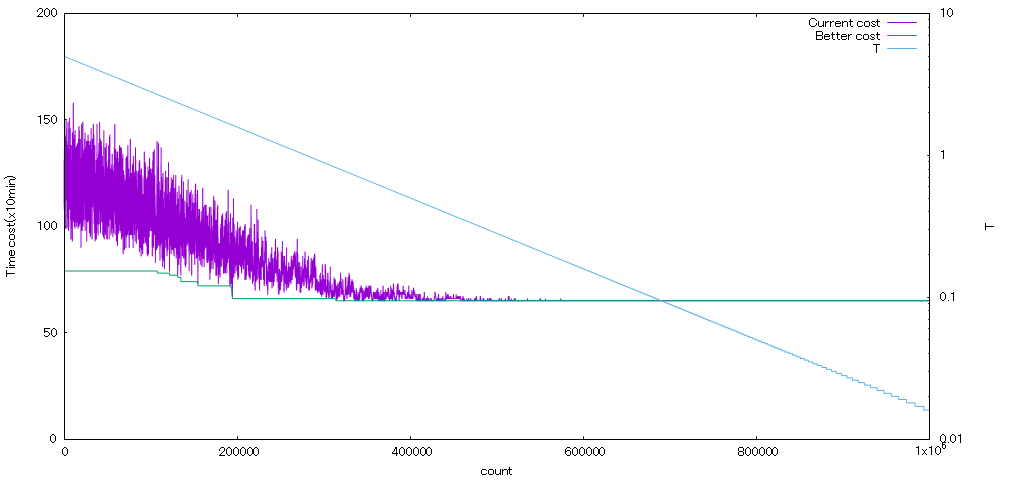 200
150
100
50
0
Time cost(x10min)
0
200000
400000
600000
800000
1x10^6
count
10
1
0.1
0.01
T
Current cost
Better cost
T